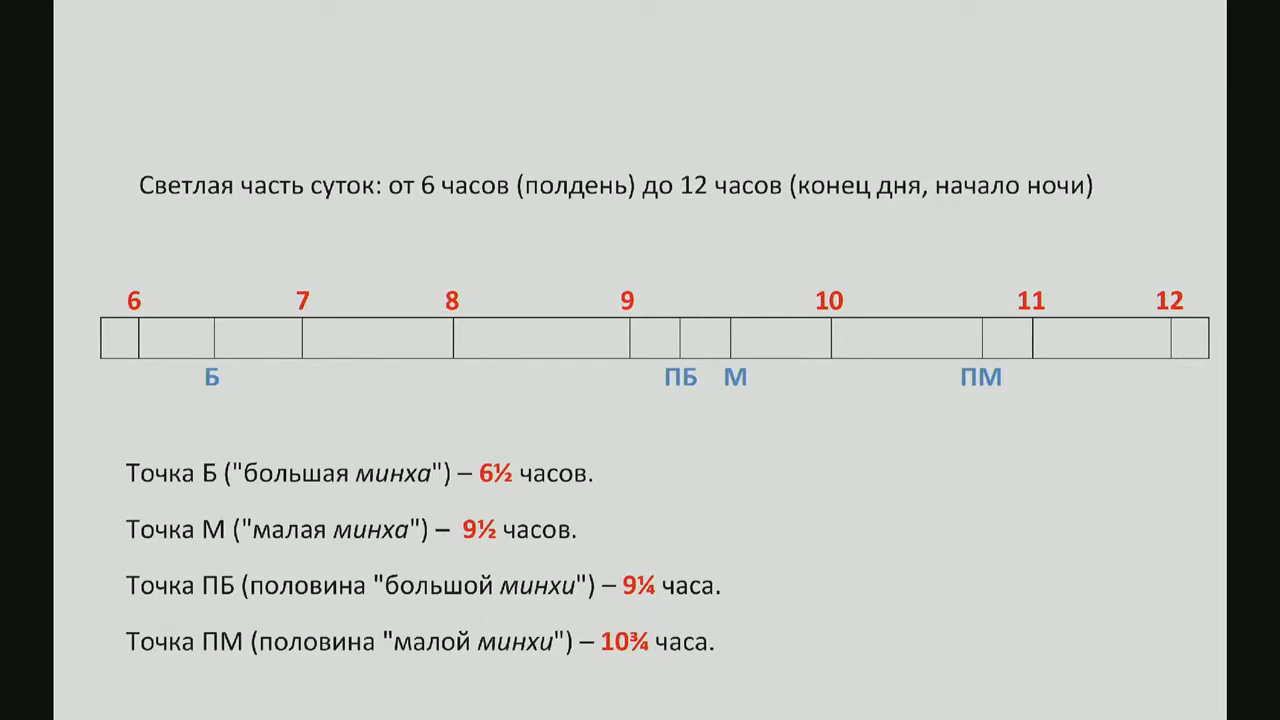 Светлая часть суток: от 6 часов (полдень) до 12 часов (конец дня, начало ночи)
6 7 8 9 10 11 12
Б ПБ М ПМ
Точка Б ("большая минха") – 6½ часов.
Точка М ("малая минха") – 9½ часов.
Точка ПБ (половина "большой минхи") – 9¼ часа.
Точка ПМ (половина "малой минхи") – 10¾ часа.